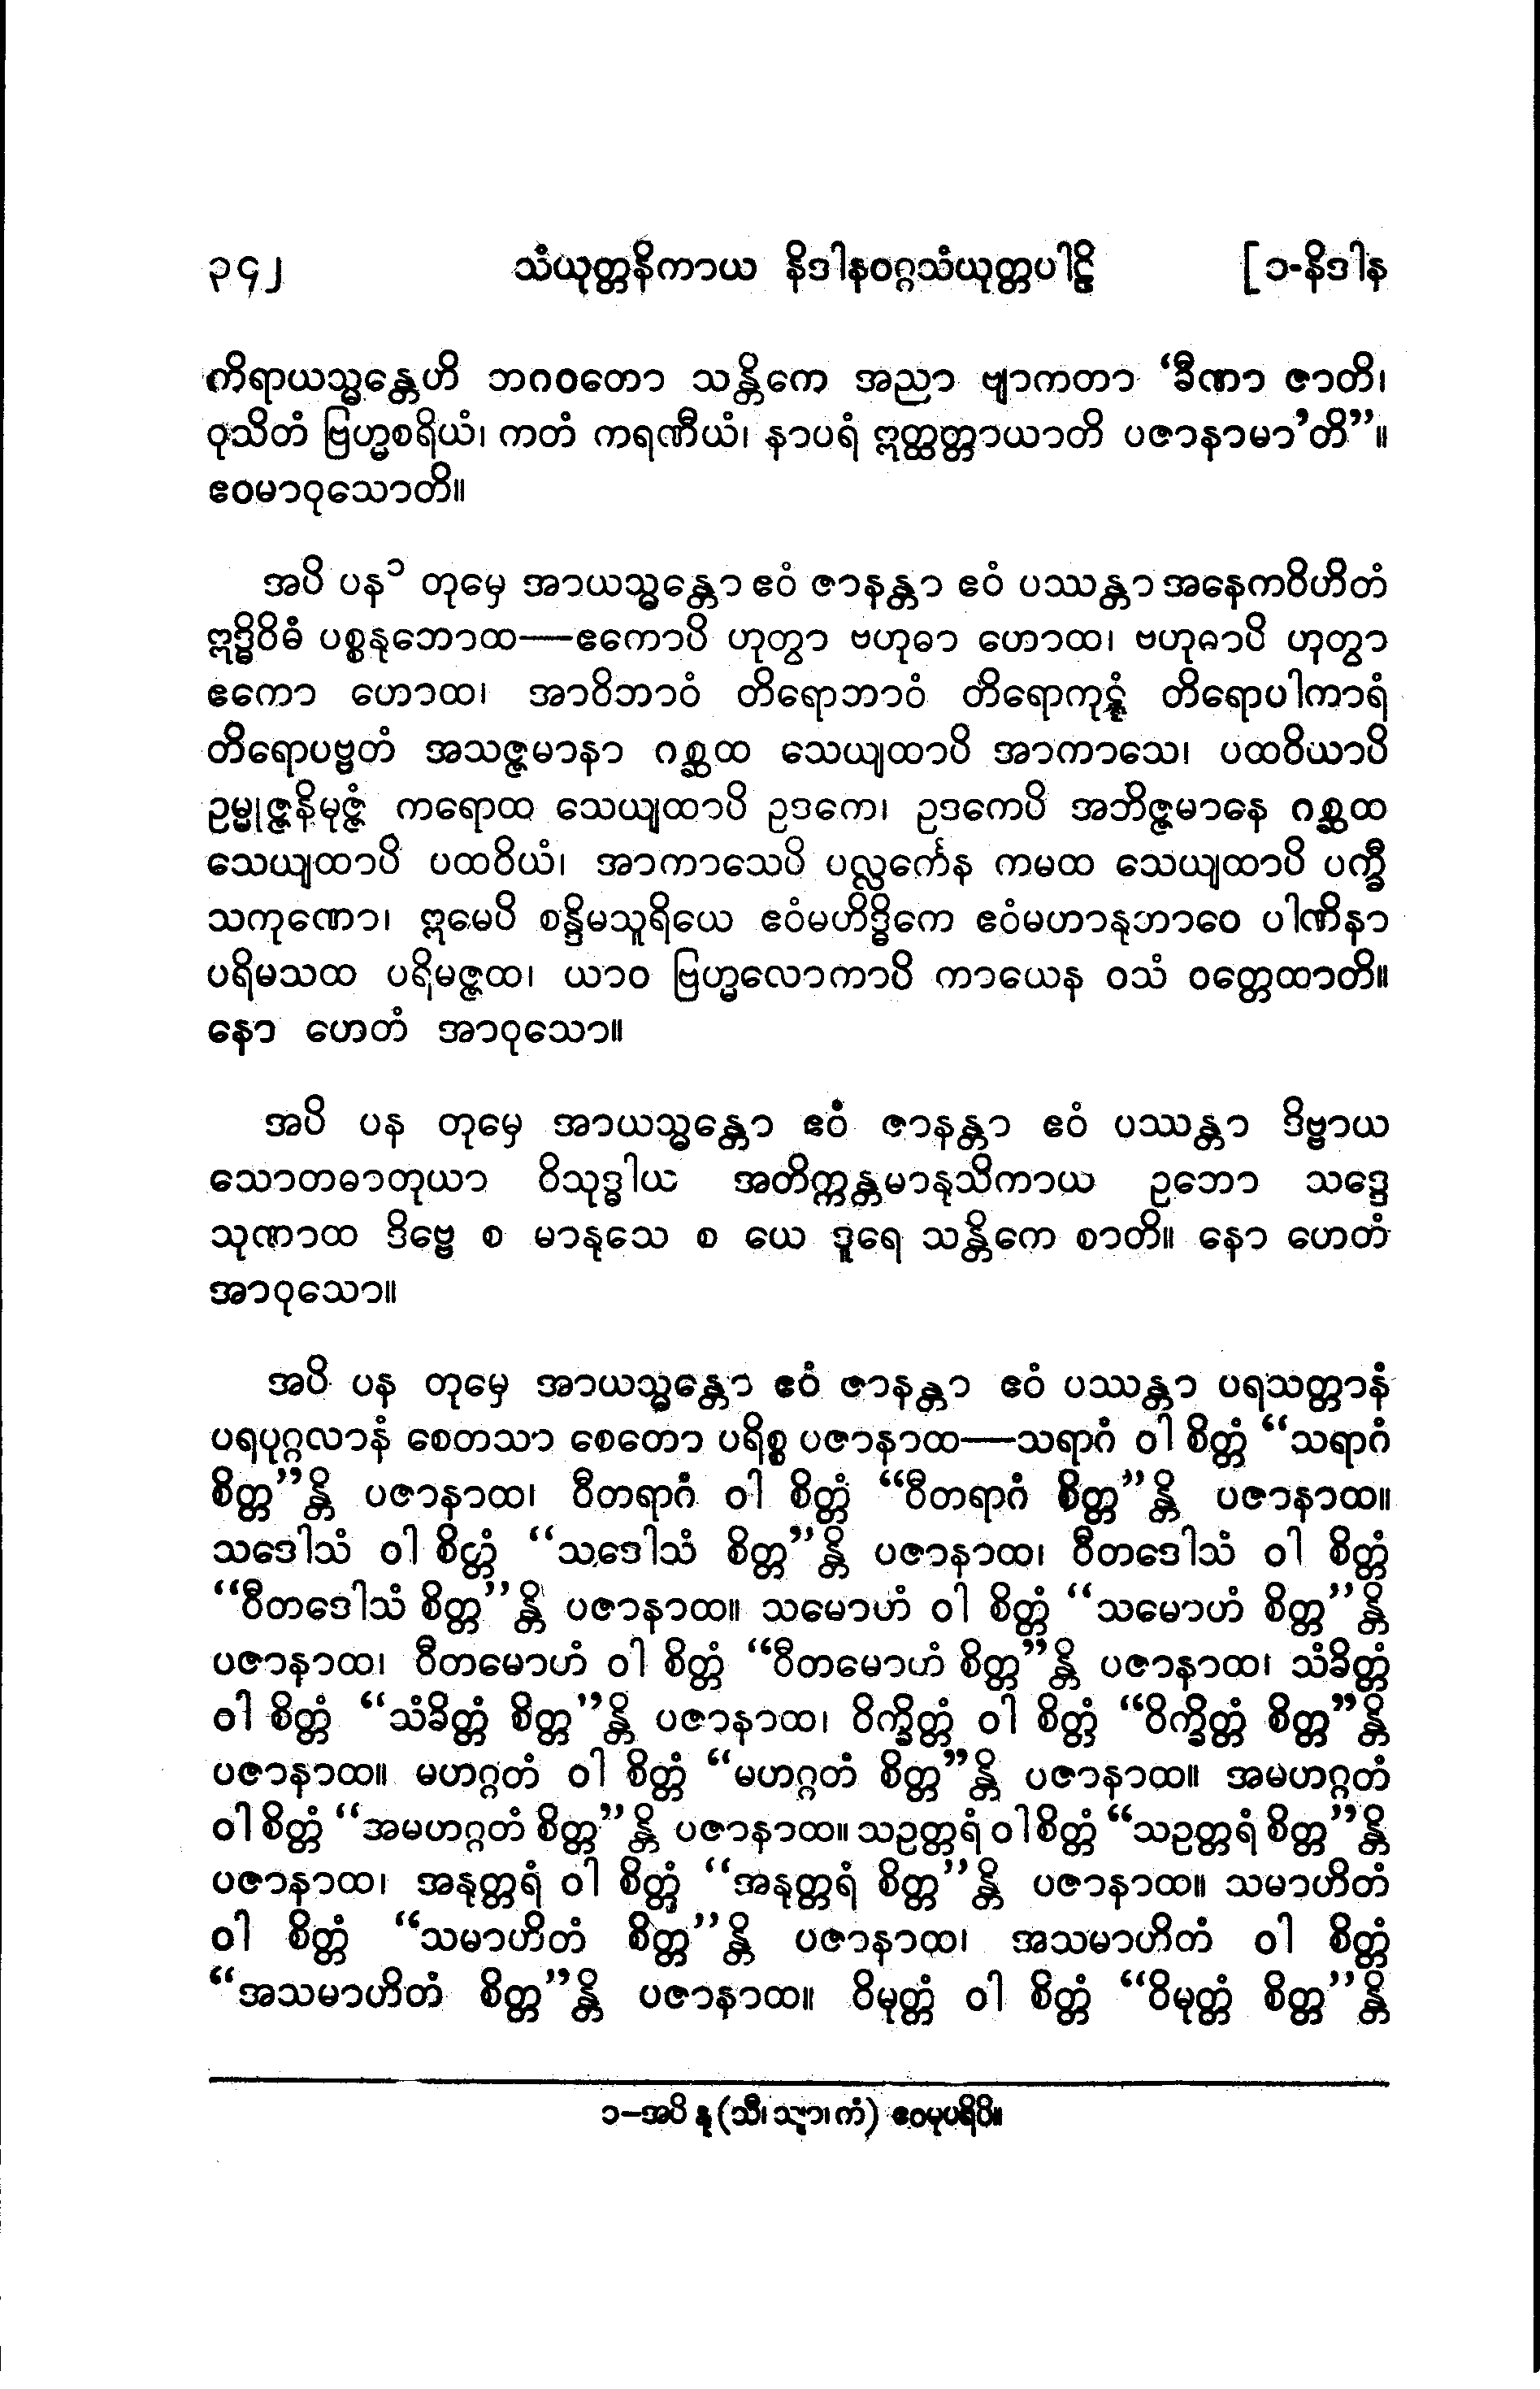 ၃၄၂ သံယုတ္တနိကာယ နိဒါနဝဂ္ဂသံယုတ္တပါဠိ [၁-နိဒါန
ကိရာယသ္မန္တေဟိ ဘဂဝတော သန္တိကေ အညာ ဗျာကတာ ‘ခီဏာ ဇာတိ၊
ဝုသိတံ ဗြဟ္မစရိယံ၊ ကတံ ကရဏီယံ၊ နာပရံ ဣတ္ထတ္တာယာတိ ပဇာနာမာ’တိ”။
ဧဝမာဝုသောတိ။
အပိ ပန၁ တုမှေ အာယသ္မန္တော ဧဝံ ဇာနန္တာ ဧဝံ ပဿန္တာ အနေကဝိဟိတံ
ဣဒ္ဓိဝိဓံ ပစ္စနုဘောထ—ဧကောပိ ဟုတွာ ဗဟုဓာ ဟောထ၊ ဗဟုဓာပိ ဟုတွာ
ဧကော ဟောထ၊ အာဝိဘာဝံ တိရောဘာဝံ တိရောကုဋ္ဋံ တိရောပါကာရံ
တိရောပဗ္ဗတံ အသဇ္ဇမာနာ ဂစ္ဆထ သေယျထာပိ အာကာသေ၊ ပထဝိယာပိ
ဥမ္မုဇ္ဇနိမုဇ္ဇံ ကရောထ သေယျထာပိ ဥဒကေ၊ ဥဒကေပိ အဘိဇ္ဇမာနေ ဂစ္ဆထ
သေယျထာပိ ပထဝိယံ၊ အာကာသေပိ ပလ္လင်္ကေန ကမထ သေယျထာပိ ပက္ခီ
သကုဏော၊ ဣမေပိ စန္ဒိမသူရိယေ ဧဝံမဟိဒ္ဓိကေ ဧဝံမဟာနုဘာဝေ ပါဏိနာ
ပရိမသထ ပရိမဇ္ဇထ၊ ယာဝ ဗြဟ္မလောကာပိ ကာယေန ဝသံ ဝတ္တေထာတိ။
နော ဟေတံ အာဝုသော။
အပိ ပန တုမှေ အာယသ္မန္တော ဧဝံ ဇာနန္တာ ဧဝံ ပဿန္တာ ဒိဗ္ဗာယ
သောတဓာတုယာ ဝိသုဒ္ဓါယ အတိက္ကန္တမာနုသိကာယ ဥဘော သဒ္ဒေ
သုဏာထ ဒိဗ္ဗေ စ မာနုသေ စ ယေ ဒူရေ သန္တိကေ စာတိ။ နော ဟေတံ
အာဝုသော။
အပိ ပန တုမှေ အာယသ္မန္တော ဧဝံ ဇာနန္တာ ဧဝံ ပဿန္တာ ပရသတ္တာနံ
ပရပုဂ္ဂလာနံ စေတသာ စေတော ပရိစ္စ ပဇာနာထ—သရာဂံ ဝါ စိတ္တံ “သရာဂံ
စိတ္တ”န္တိ ပဇာနာထ၊ ဝီတရာဂံ ဝါ စိတ္တံ “ဝီတရာဂံ စိတ္တ”န္တိ ပဇာနာထ။
သဒေါသံ ဝါ စိတ္တံ “သဒေါသံ စိတ္တ”န္တိ ပဇာနာထ၊ ဝီတဒေါသံ ဝါ စိတ္တံ
“ဝီတဒေါသံ စိတ္တ”န္တိ ပဇာနာထ။ သမောဟံ ဝါ စိတ္တံ “သမောဟံ စိတ္တ”န္တိ
ပဇာနာထ၊ ဝီတမောဟံ ဝါ စိတ္တံ “ဝီတမောဟံ စိတ္တ”န္တိ ပဇာနာထ၊ သံခိတ္တံ
ဝါ စိတ္တံ “သံခိတ္တံ စိတ္တ”န္တိ ပဇာနာထ၊ ဝိက္ခိတ္တံ ဝါ စိတ္တံ “ဝိက္ခိတ္တံ စိတ္တ”န္တိ
ပဇာနာထ။ မဟဂ္ဂတံ ဝါ စိတ္တံ “မဟဂ္ဂတံ စိတ္တ”န္တိ ပဇာနာထ။ အမဟဂ္ဂတံ
ဝါ စိတ္တံ “အမဟဂ္ဂတံ စိတ္တ”န္တိ ပဇာနာထ။ သဥတ္တရံ ဝါ စိတ္တံ “သဥတ္တရံ စိတ္တ”န္တိ
ပဇာနာထ၊ အနုတ္တရံ ဝါ စိတ္တံ “အနုတ္တရံ စိတ္တ”န္တိ ပဇာနာထ။ သမာဟိတံ
ဝါ စိတ္တံ “သမာဟိတံ စိတ္တ”န္တိ ပဇာနာထ၊ အသမာဟိတံ ဝါ စိတ္တံ
“အသမာဟိတံ စိတ္တ”န္တိ ပဇာနာထ။ ဝိမုတ္တံ ဝါ စိတ္တံ “ဝိမုတ္တံ စိတ္တ”န္တိ
၁–အပိ နု (သီ၊ သျာ၊ ကံ) ဧဝမုပရိပိ။